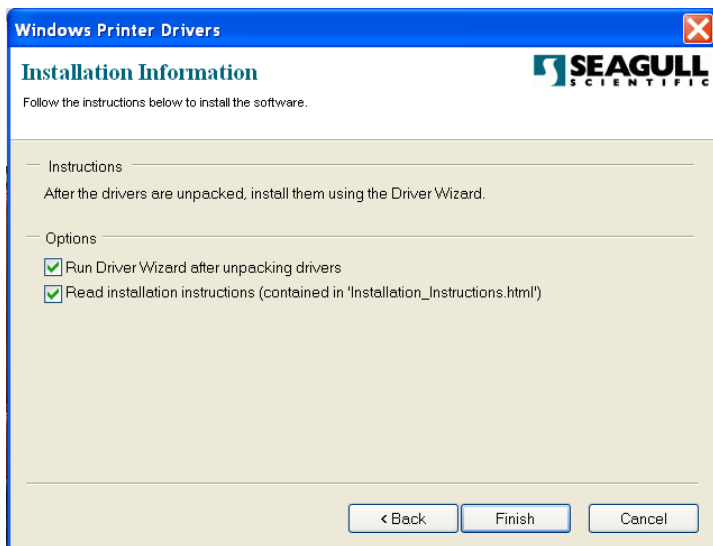 Windows Printer Drivers
Installation Information
SEAGULL
SCIENTIFIC
Follow the instructions below to install the software.
Instructions
After the drivers are unpacked, install them using the Driver Wizard.
Options
Run Driver Wizard after unpacking drivers
Read installation instructions (contained in 'Installation_Instructions.html')
< Back
Finish
Cancel